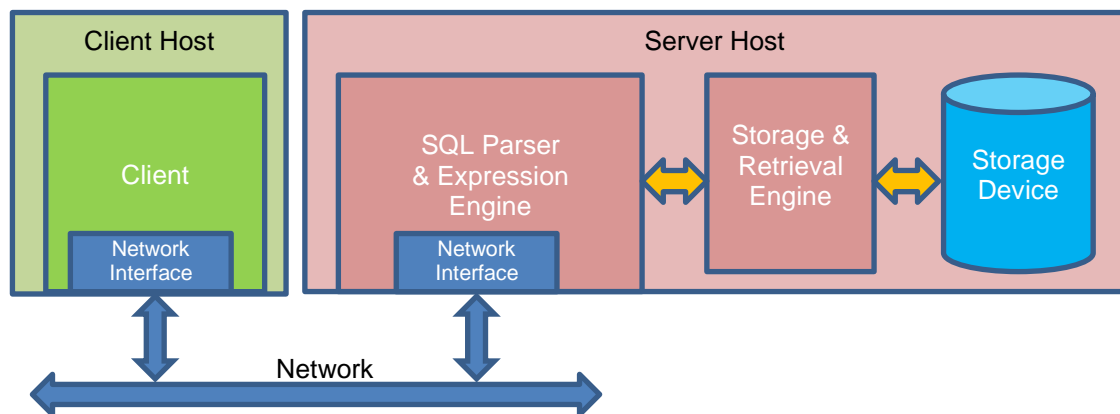 Client Host
Server Host
Client
SQL Parser
& Expression
Engine
Storage &
Retrieval
Engine
Storage
Device
Network
Interface
Network
Interface
Network